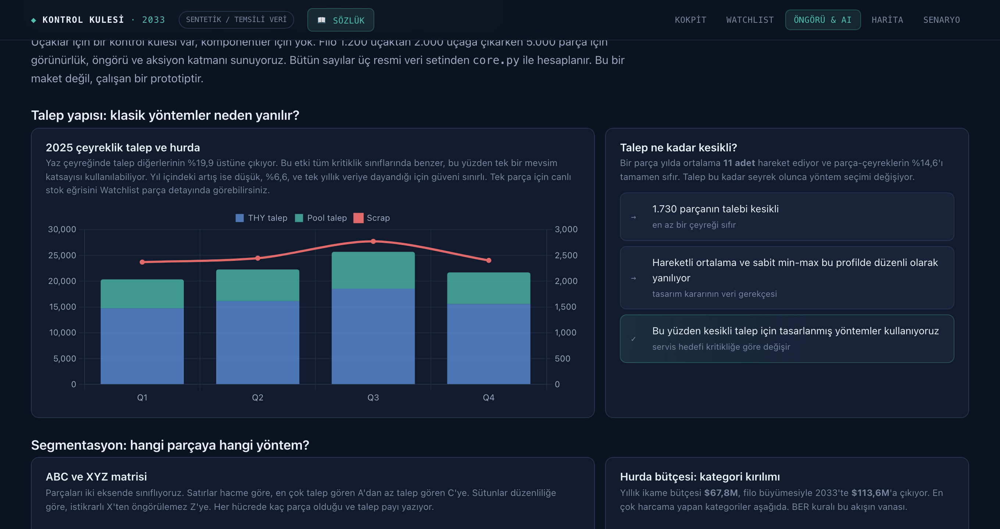 ◆ KONTROL KULESİ · 2033
SENTETİK / TEMSİLİ VERİ
📖 SÖZLÜK
KOKPİT
WATCHLIST
ÖNGÖRÜ & AI
HARİTA
SENARYO
Uçaklar için bir kontrol kulesi var, komponentler için yok. Filo 1.200 uçaktan 2.000 uçağa çıkarken 5.000 parça için
görünürlük, öngörü ve aksiyon katmanı sunuyoruz. Bütün sayılar üç resmi veri setinden core.py ile hesaplanır. Bu bir
maket değil, çalışan bir prototiptir.
Talep yapısı: klasik yöntemler neden yanılır?
2025 çeyreklik talep ve hurda
Yaz çeyreğinde talep diğerlerinin %19,9 üstüne çıkıyor. Bu etki tüm kritiklik sınıflarında benzer, bu yüzden tek bir mevsim
katsayısı kullanılabiliyor. Yıl içindeki artış ise düşük, %6,6, ve tek yıllık veriye dayandığı için güveni sınırlı. Tek parça için canlı
stok eğrisini Watchlist parça detayında görebilirsiniz.
THY talep
Pool talep
Scrap
30,000
25,000
20,000
15,000
10,000
5,000
0
3,000
2,500
2,000
1,500
1,000
500
0
Q1
Q2
Q3
Q4
Talep ne kadar kesikli?
Bir parça yılda ortalama 11 adet hareket ediyor ve parça-çeyreklerin %14,6'ı
tamamen sıfır. Talep bu kadar seyrek olunca yöntem seçimi değişiyor.
→ 1.730 parçanın talebi kesikli
en az bir çeyreği sıfır
→ Hareketli ortalama ve sabit min-max bu profilde düzenli olarak
yanılıyor
tasarım kararının veri gerekçesi
✓ Bu yüzden kesikli talep için tasarlanmış yöntemler kullanıyoruz
servis hedefi kritikliğe göre değişir
Segmentasyon: hangi parçaya hangi yöntem?
ABC ve XYZ matrisi
Parçaları iki eksende sınıflıyoruz. Satırlar hacme göre, en çok talep gören A'dan az talep gören C'ye. Sütunlar düzenliliğe
göre, istikrarlı X'ten öngörülemez Z'ye. Her hücrede kaç parça olduğu ve talep payı yazıyor.
Hurda bütçesi: kategori kırılımı
Yıllık ikame bütçesi $67,8M, filo büyümesiyle 2033'te $113,6M'a çıkıyor. En
çok harcama yapan kategoriler aşağıda. BER kuralı bu akışın vanası.